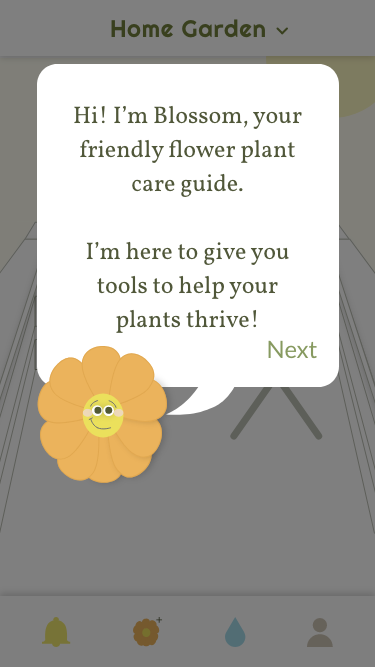 Home Garden
Hi! I’m Blossom, your
friendly flower plant
care guide.
I’m here to give you
tools to help your
plants thrive!
Next